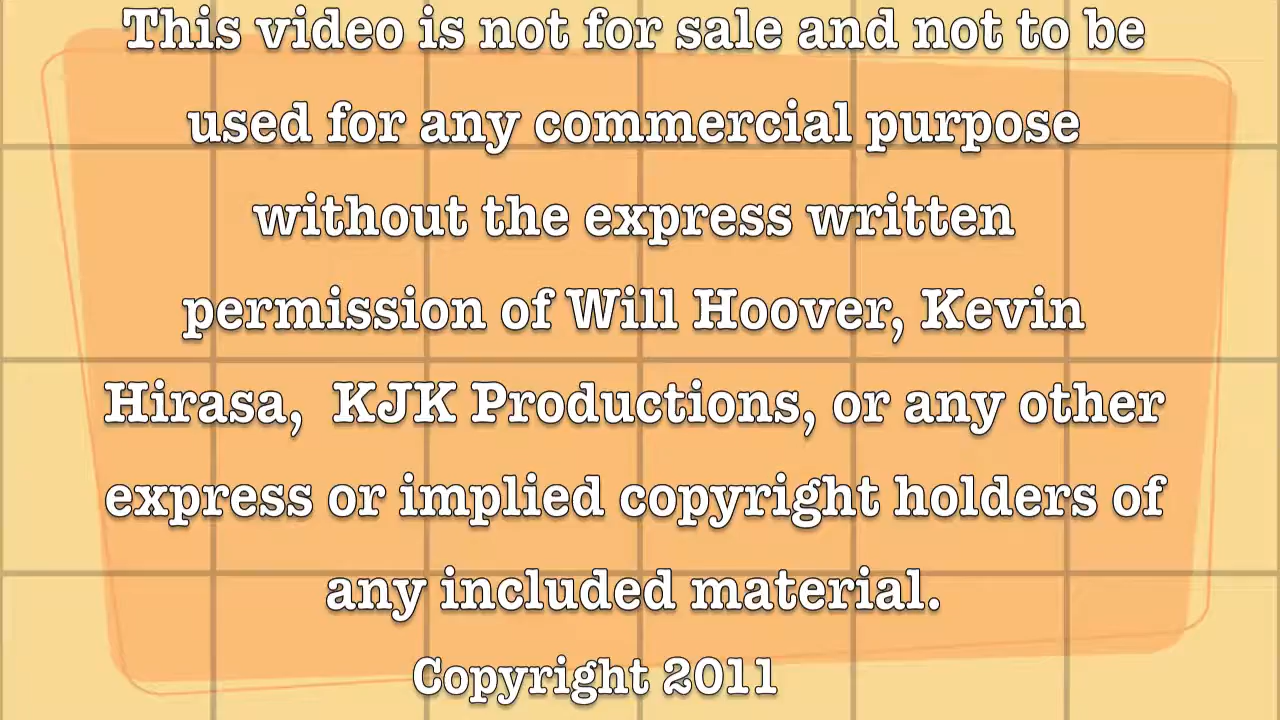 This video is not for sale and not to be
used for any commercial purpose
without the express written
permission of Will Hoover, Kevin
Hirasa,  KJK Productions, or any other
express or implied copyright holders of
any included material.
Copyright 2011